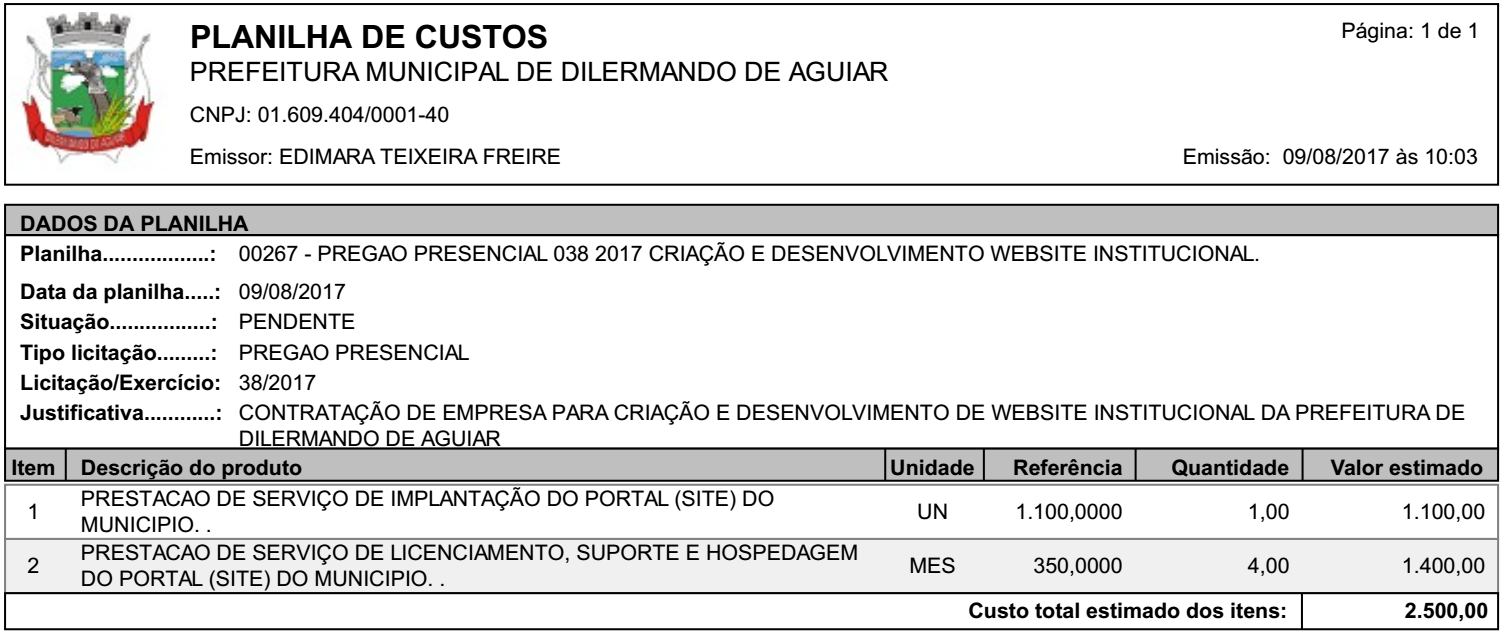 PLANILHA DE CUSTOS
Página: 1 de 1
PREFEITURA MUNICIPAL DE DILERMANDO DE AGUIAR
CNPJ: 01.609.404/0001-40
Emissor: EDIMARA TEIXEIRA FREIRE
Emissão: 09/08/2017 às 10:03
DILERMANDO DE AGUIAR
DADOS DA PLANILHA
Planilha..................: 00267 - PREGAO PRESENCIAL 038 2017 CRIAÇÃO E DESENVOLVIMENTO WEBSITE INSTITUCIONAL.
Data da planilha.....: 09/08/2017
Situação.................: PENDENTE
Tipo licitação.........: PREGAO PRESENCIAL
Licitação/Exercício: 38/2017
Justificativa............: CONTRATAÇÃO DE EMPRESA PARA CRIAÇÃO E DESENVOLVIMENTO DE WEBSITE INSTITUCIONAL DA PREFEITURA DE
DILERMANDO DE AGUIAR
Item Descrição do produto Unidade Referência Quantidade Valor estimado
1 PRESTACAO DE SERVIÇO DE IMPLANTAÇÃO DO PORTAL (SITE) DO
MUNICIPIO. . UN 1.100,0000 1,00 1.100,00
2 PRESTACAO DE SERVIÇO DE LICENCIAMENTO, SUPORTE E HOSPEDAGEM
DO PORTAL (SITE) DO MUNICIPIO. . MES 350,0000 4,00 1.400,00
Custo total estimado dos itens: 2.500,00